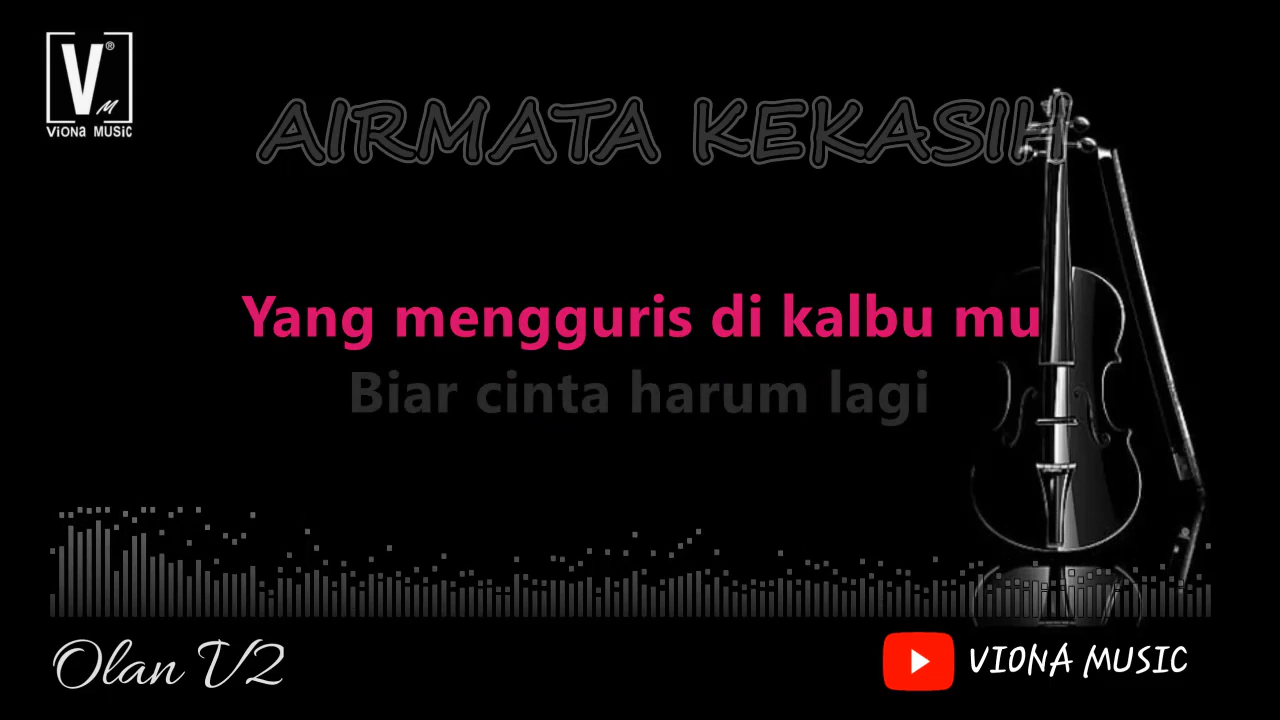 V®
M
ViONa MUSiC
AIRMATA KEKASIH
Yang mengguris di kalbu mu
Biar cinta harum lagi
Olan V2
VIONA MUSIC